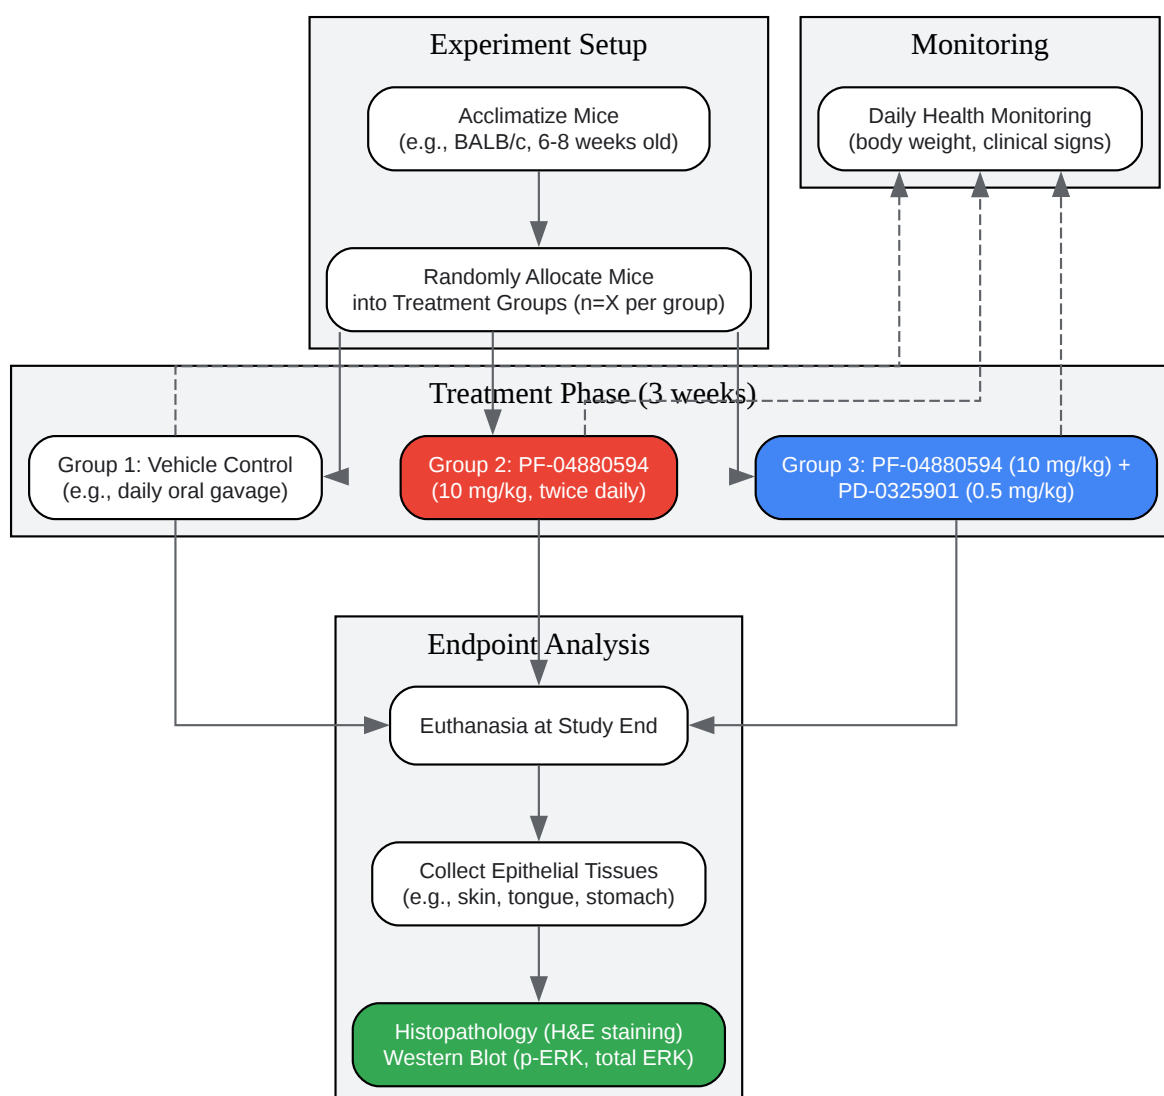 Experiment Setup
Acclimatize Mice
(e.g., BALB/c, 6-8 weeks old)
Randomly Allocate Mice
into Treatment Groups (n=X per group)
Monitoring
Daily Health Monitoring
(body weight, clinical signs)
Treatment Phase (3 weeks)
Group 1: Vehicle Control
(e.g., daily oral gavage)
Group 2: PF-04880594
(10 mg/kg, twice daily)
Group 3: PF-04880594 (10 mg/kg) +
PD-0325901 (0.5 mg/kg)
Endpoint Analysis
Euthanasia at Study End
Collect Epithelial Tissues
(e.g., skin, tongue, stomach)
Histopathology (H&E staining)
Western Blot (p-ERK, total ERK)